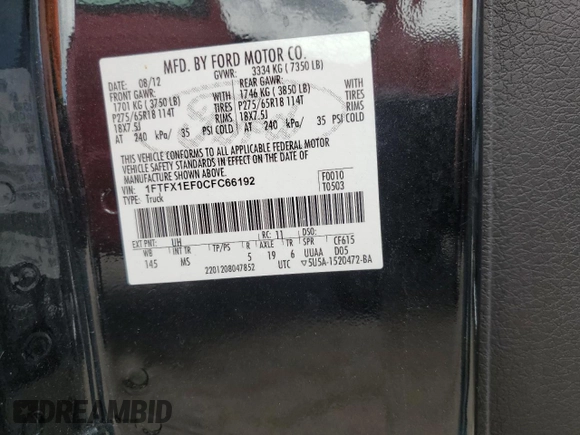 MFD. BY FORD MOTOR CO.
DATE: 08/12 GVWR: 3334 KG ( 7350 LB)
FRONT GAWR: REAR GAWR:
1701 KG ( 3750 LB) WITH 1746 KG ( 3850 LB) WITH
P275/65R18 114T TIRES P275/65R18 114T TIRES
18X7.5J RIMS 18X7.5J RIMS
AT 240 kPa/ 35 PSI COLD AT 240 kPa/ 35 PSI COLD
THIS VEHICLE CONFORMS TO ALL APPLICABLE FEDERAL MOTOR
VEHICLE SAFETY STANDARDS IN EFFECT ON THE DATE OF
MANUFACTURE SHOWN ABOVE.
VIN: 1FTFX1EF0CFC66192 F0010
TYPE: Truck T0503
EXT PNT: UH RC: 11 DSO: CF615
WB INT TR TP/PS R AXLE TR SPR D05
145 MS 5 19 6 UUAA
2201208047852 UTC 5U5A-1520472-BA
DREAMBID